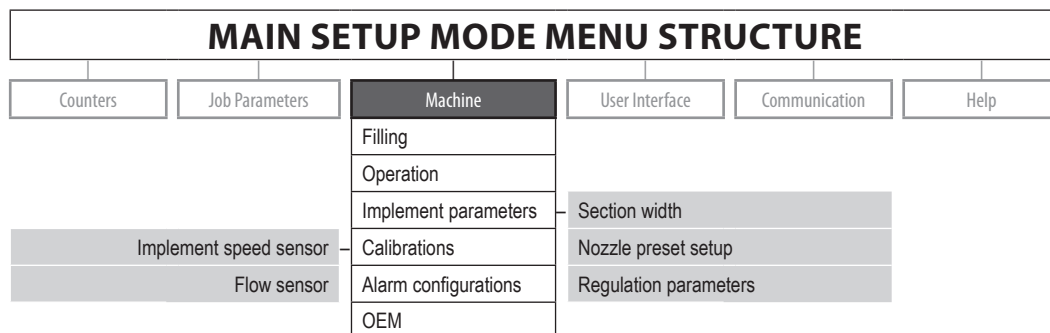 MAIN SETUP MODE MENU STRUCTURE
Counters
Job Parameters
Machine
User Interface
Communication
Help
Filling
Operation
Implement parameters
Section width
Implement speed sensor
Calibrations
Nozzle preset setup
Flow sensor
Alarm configurations
Regulation parameters
OEM